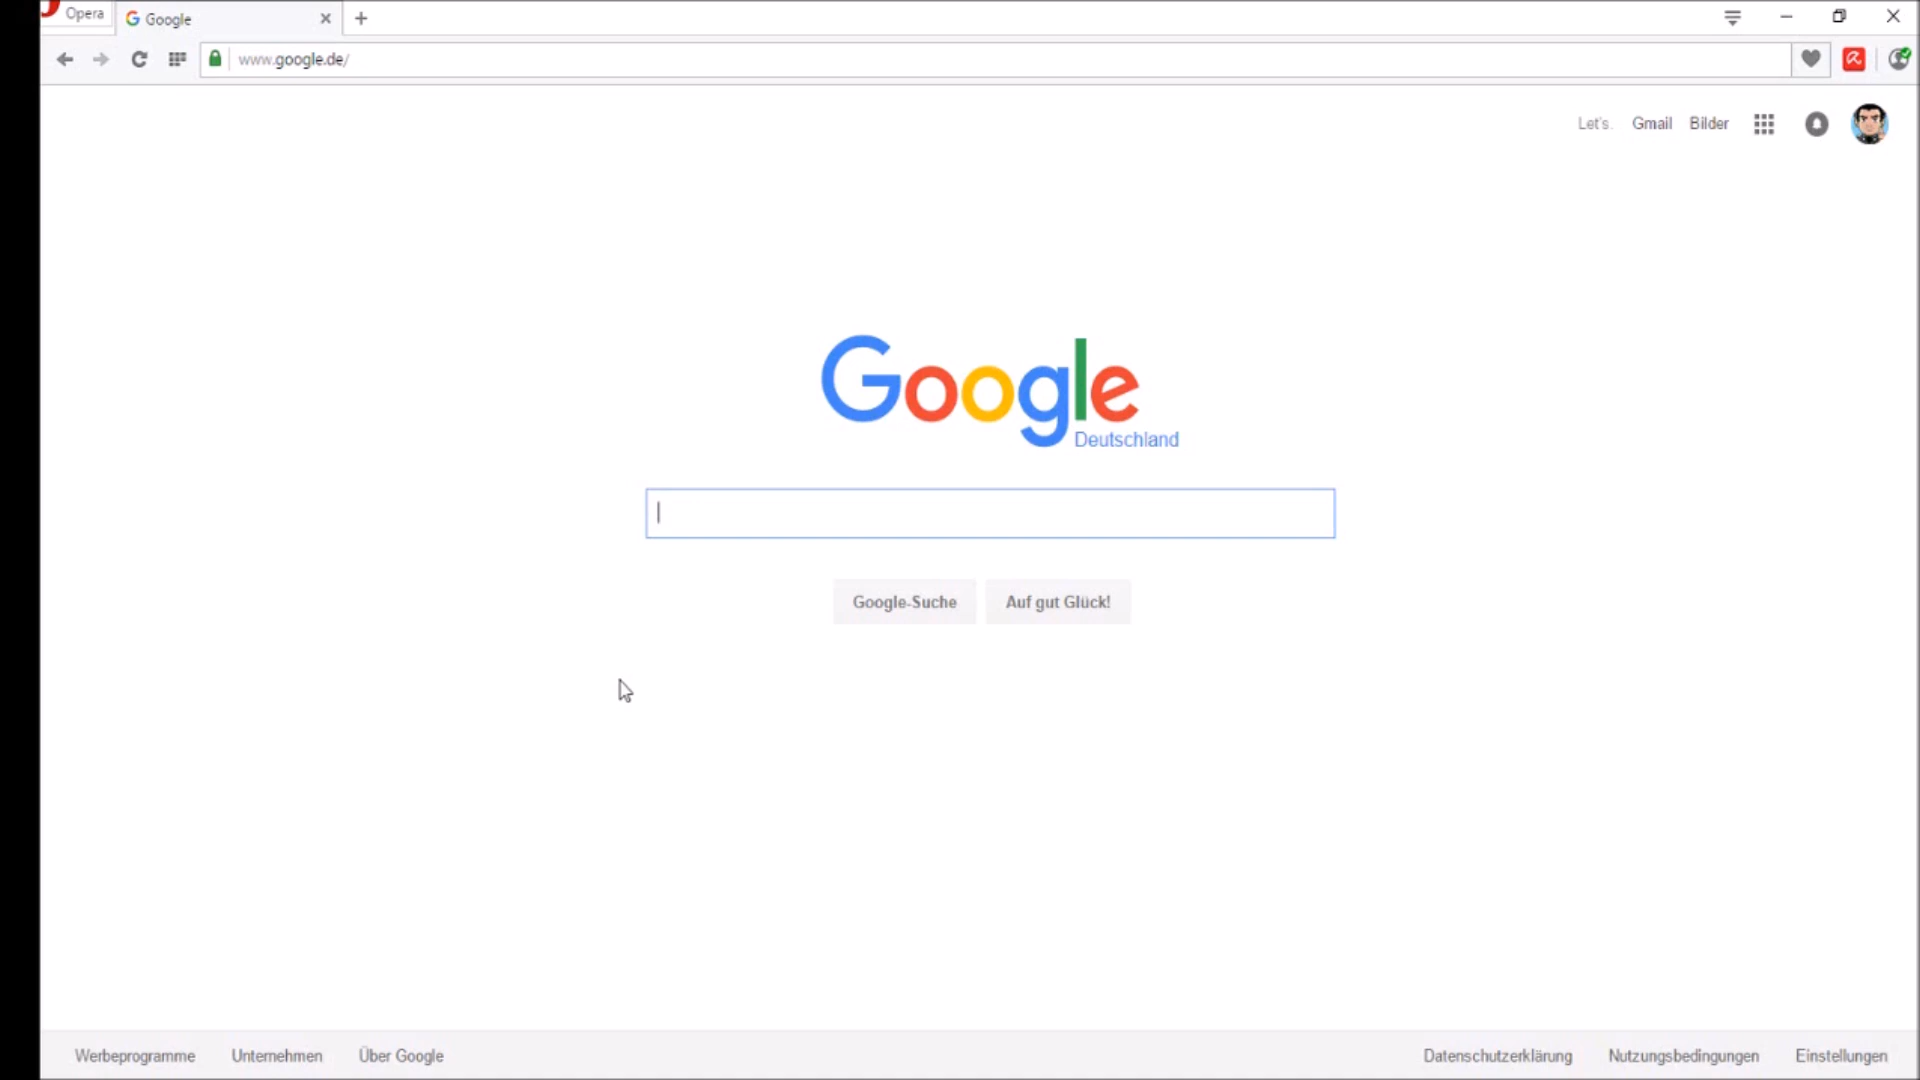 Opera
Google
www.google.de/
Let's. Gmail Bilder
Google
Deutschland
Google-Suche Auf gut Glück!
Werbeprogramme Unternehmen Über Google Datenschutzerklärung Nutzungsbedingungen Einstellungen